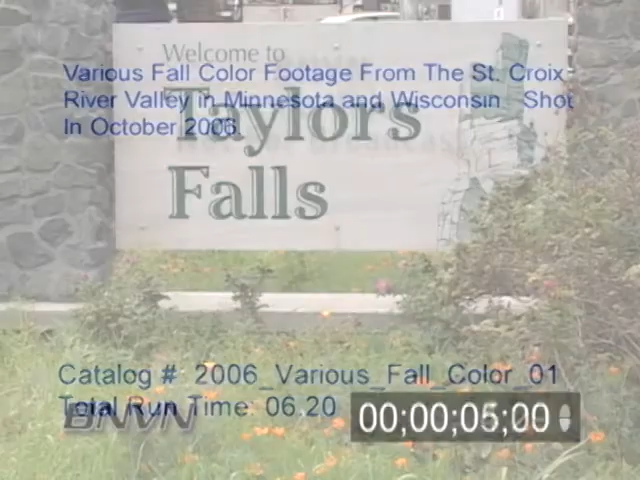 Welcome to
Various Fall Color Footage From The St. Croix
River Valley in Minnesota and Wisconsin Shot
In October 2006
Taylors
Falls
Catalog #: 2006_Various_Fall_Color_01
Total Run Time: 06.20
BNVN
00;00;05;00